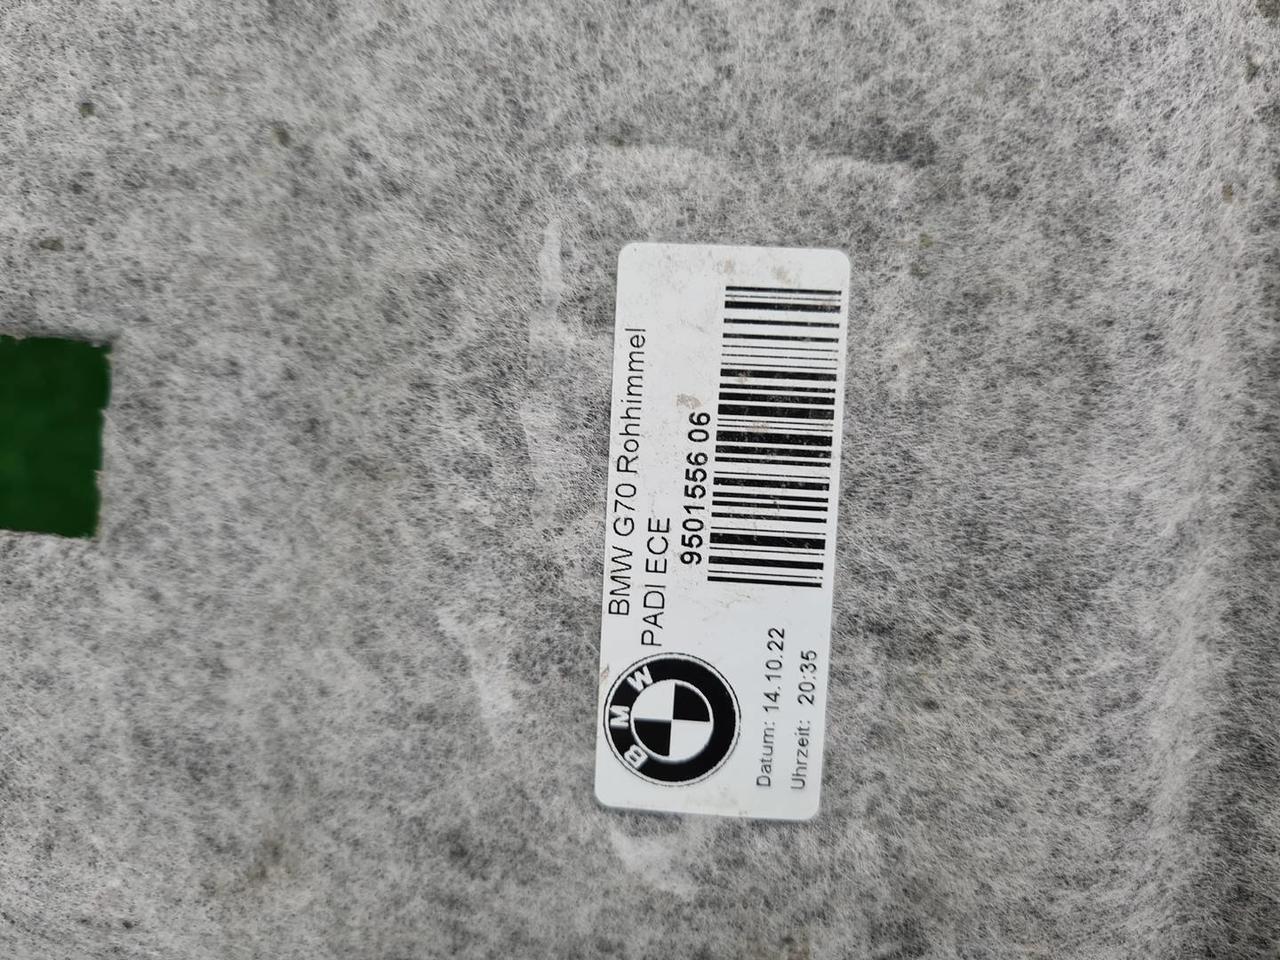 BMW G70 Rohhimmel
PADI ECE
9501556 06
BMW
Datum: 14.10.22
Uhrzeit: 20:35